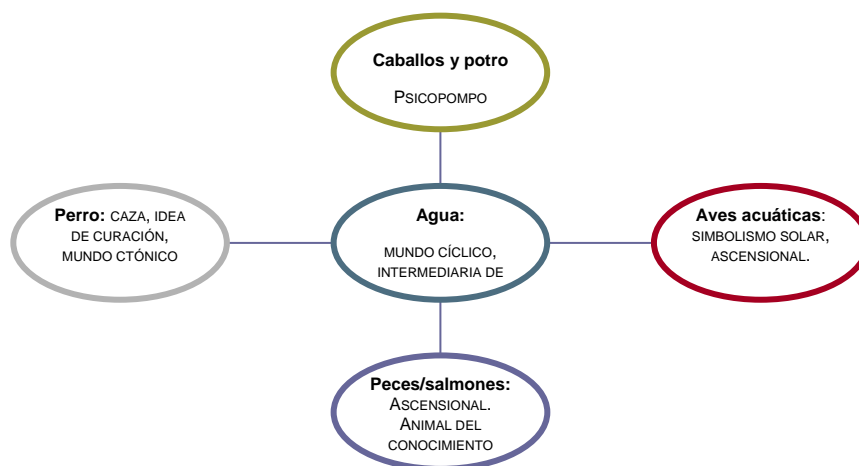 Caballos y potro
PSICOPOMPO
Perro: CAZA, IDEA
DE CURACIÓN,
MUNDO CTÓNICO
Agua:
MUNDO CÍCLICO,
INTERMEDIARIA DE
Aves acuáticas:
SIMBOLISMO SOLAR,
ASCENSIONAL.
Peces/salmones:
ASCENSIONAL.
ANIMAL DEL
CONOCIMIENTO